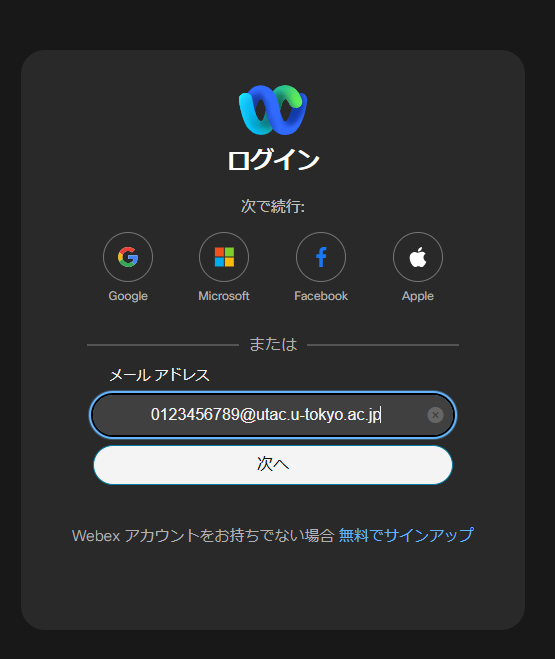 ログイン
次で続行:
Google Microsoft Facebook Apple
または
メール アドレス
0123456789@utac.u-tokyo.ac.jp
次へ
Webex アカウントをお持ちでない場合 無料でサインアップ